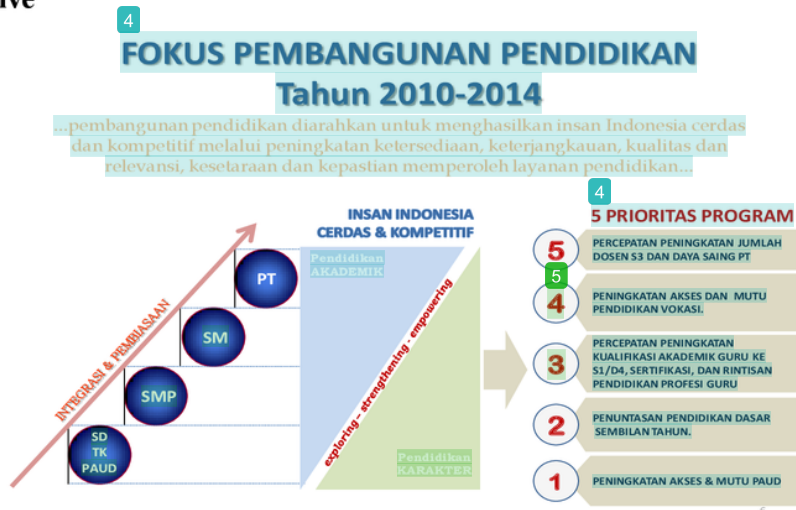 ive
4
FOKUS PEMBANGUNAN PENDIDIKAN
Tahun 2010-2014
...pembangunan pendidikan diarahkan untuk menghasilkan insan Indonesia cerdas
dan kompetitif melalui peningkatan ketersediaan, keterjangkauan, kualitas dan
relevansi, kesetaraan dan kepastian memperoleh layanan pendidikan...
INSAN INDONESIA
CERDAS & KOMPETITIF
INTEGRASI & PEMBIASAAN
PT
SM
SMP
SD
TK
PAUD
Pendidikan
AKADEMIK
exploring – strengthening - empowering
Pendidikan
KARAKTER
4
5 PRIORITAS PROGRAM
5
PERCEPATAN PENINGKATAN JUMLAH
DOSEN S3 DAN DAYA SAING PT
5
4
PENINGKATAN AKSES DAN MUTU
PENDIDIKAN VOKASI.
3
PERCEPATAN PENINGKATAN
KUALIFIKASI AKADEMIK GURU KE
S1/D4, SERTIFIKASI, DAN RINTISAN
PENDIDIKAN PROFESI GURU
2
PENUNTASAN PENDIDIKAN DASAR
SEMBILAN TAHUN.
1
PENINGKATAN AKSES & MUTU PAUD